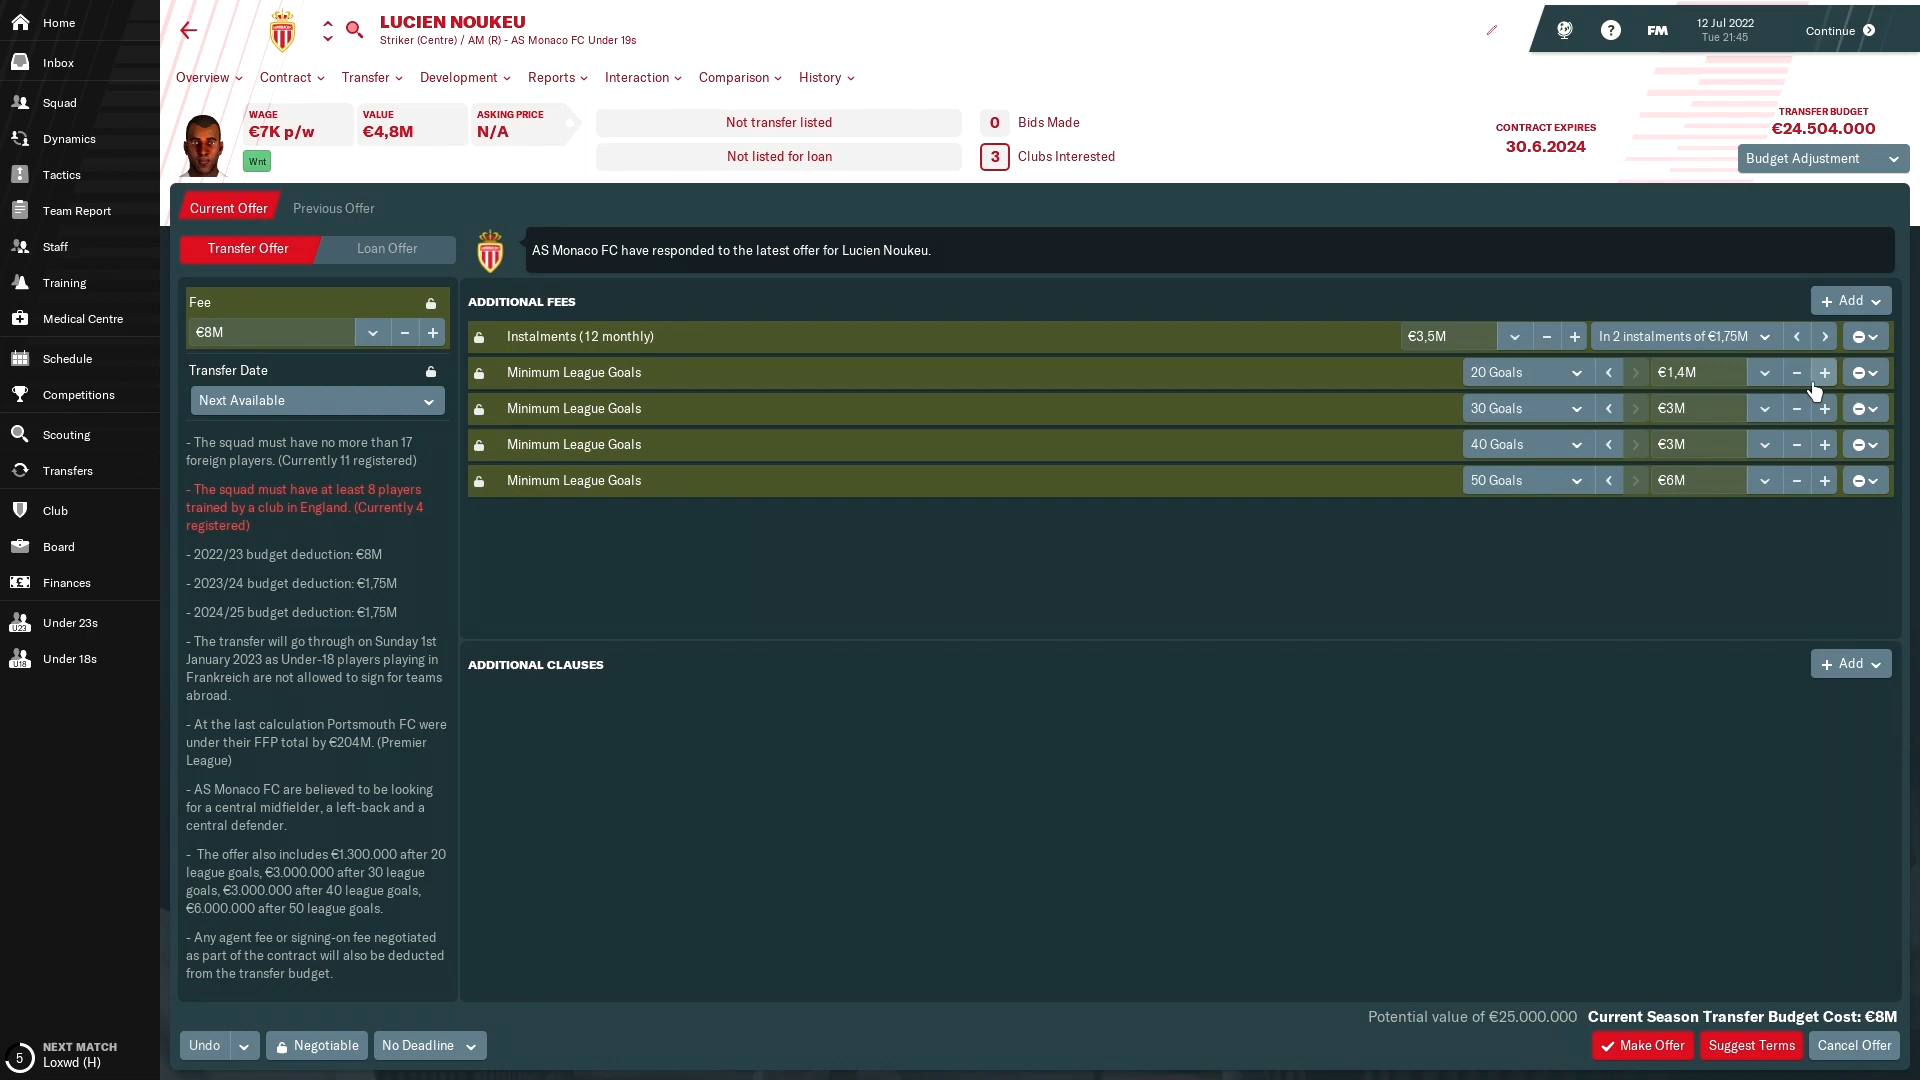 Home
Inbox
Squad
Dynamics
Tactics
Team Report
Staff
Training
Medical Centre
Schedule
Competitions
Scouting
Transfers
Club
Board
Finances
U23 Under 23s
U18 Under 18s
5 NEXT MATCH
Loxwd (H)
LUCIEN NOUKEU
Striker (Centre) / AM (R) - AS Monaco FC Under 19s
FM
12 Jul 2022
Tue 21:45
Continue
Overview Contract Transfer Development Reports Interaction Comparison History
WAGE
€7K p/w
VALUE
€4,8M
ASKING PRICE
N/A
Wnt
Not transfer listed
Not listed for loan
0 Bids Made
3 Clubs Interested
CONTRACT EXPIRES
30.6.2024
TRANSFER BUDGET
€24.504.000
Budget Adjustment
Current Offer Previous Offer
Transfer Offer Loan Offer
AS Monaco FC have responded to the latest offer for Lucien Noukeu.
Fee
€8M
Transfer Date
Next Available
- The squad must have no more than 17
foreign players. (Currently 11 registered)
- The squad must have at least 8 players
trained by a club in England. (Currently 4
registered)
- 2022/23 budget deduction: €8M
- 2023/24 budget deduction: €1,75M
- 2024/25 budget deduction: €1,75M
- The transfer will go through on Sunday 1st
January 2023 as Under-18 players playing in
Frankreich are not allowed to sign for teams
abroad.
- At the last calculation Portsmouth FC were
under their FFP total by €204M. (Premier
League)
- AS Monaco FC are believed to be looking
for a central midfielder, a left-back and a
central defender.
- The offer also includes €1.300.000 after 20
league goals, €3.000.000 after 30 league
goals, €3.000.000 after 40 league goals,
€6.000.000 after 50 league goals.
- Any agent fee or signing-on fee negotiated
as part of the contract will also be deducted
from the transfer budget.
ADDITIONAL FEES
Add
Instalments (12 monthly) €3,5M In 2 instalments of €1,75M
Minimum League Goals 20 Goals €1,4M
Minimum League Goals 30 Goals €3M
Minimum League Goals 40 Goals €3M
Minimum League Goals 50 Goals €6M
ADDITIONAL CLAUSES
Add
Potential value of €25.000.000 Current Season Transfer Budget Cost: €8M
Undo Negotiable No Deadline
Make Offer Suggest Terms Cancel Offer